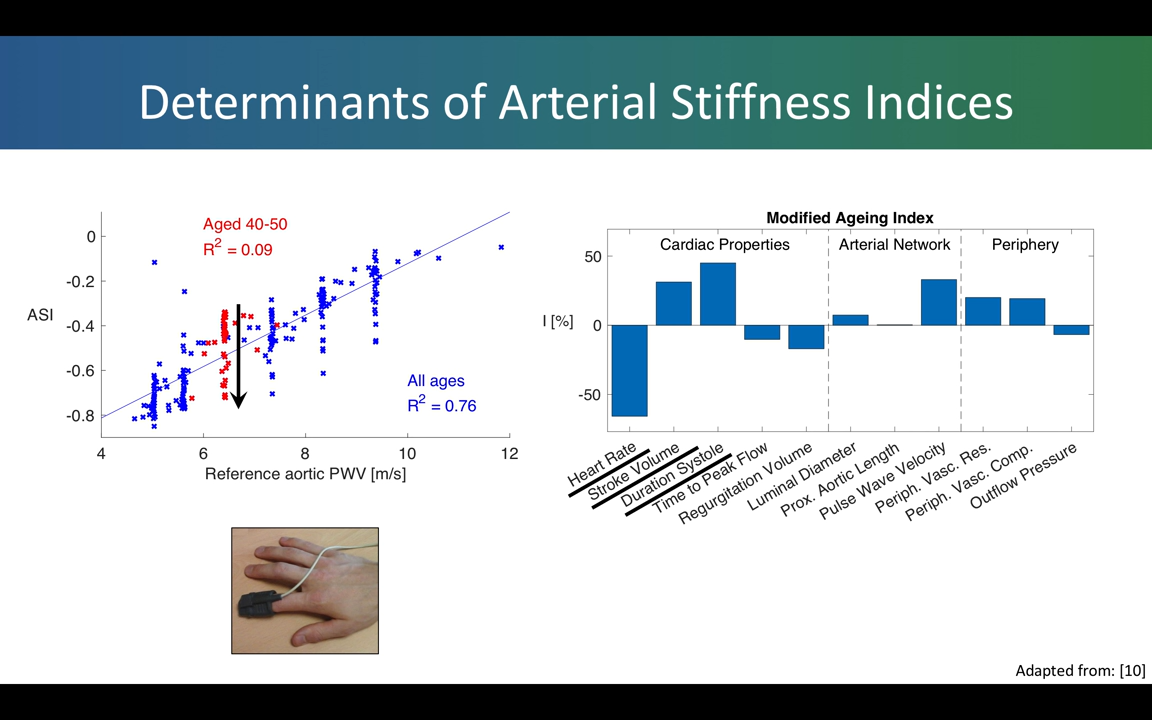 Determinants of Arterial Stiffness Indices
Aged 40-50
R² = 0.09
0
-0.2
-0.4
-0.6
-0.8
ASI
All ages
R² = 0.76
4
6
8
10
12
Reference aortic PWV [m/s]
Modified Ageing Index
Cardiac Properties
Arterial Network
Periphery
50
0
-50
I [%]
Heart Rate
Stroke Volume
Duration Systole
Time to Peak Flow
Regurgitation Volume
Luminal Diameter
Prox. Aortic Length
Pulse Wave Velocity
Periph. Vasc. Res.
Periph. Vasc. Comp.
Outflow Pressure
Adapted from: [10]